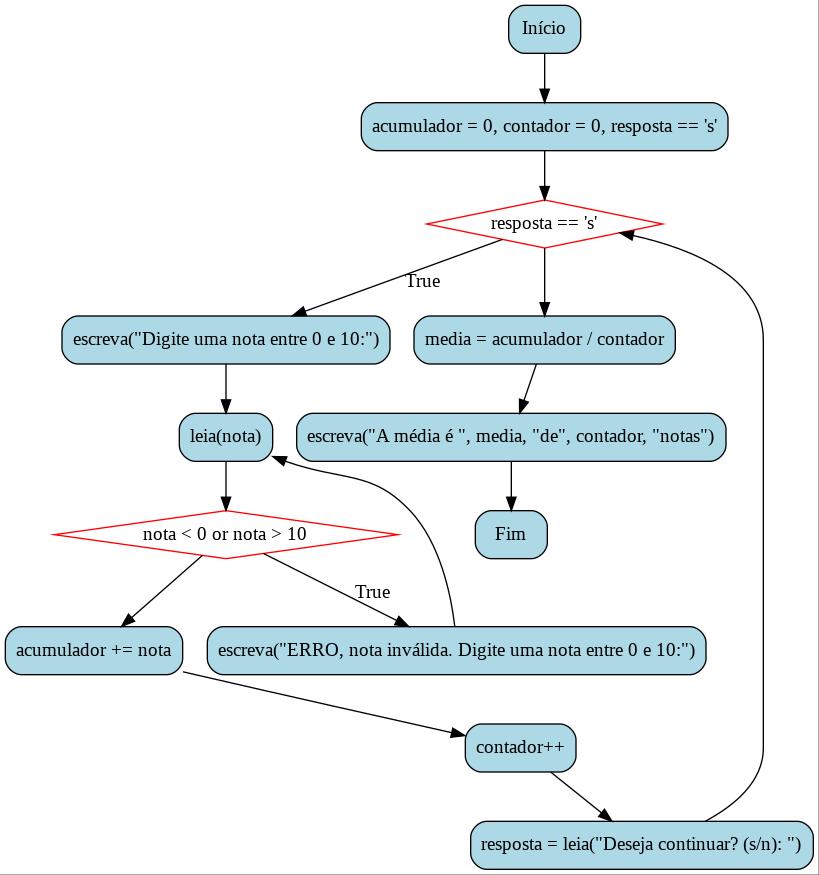 Início
acumulador = 0, contador = 0, resposta == 's'
resposta == 's'
True
escreva("Digite uma nota entre 0 e 10:")
media = acumulador / contador
leia(nota)
escreva("A média é ", media, "de", contador, "notas")
nota < 0 or nota > 10
Fim
True
acumulador += nota
escreva("ERRO, nota inválida. Digite uma nota entre 0 e 10:")
contador++
resposta = leia("Deseja continuar? (s/n): ")